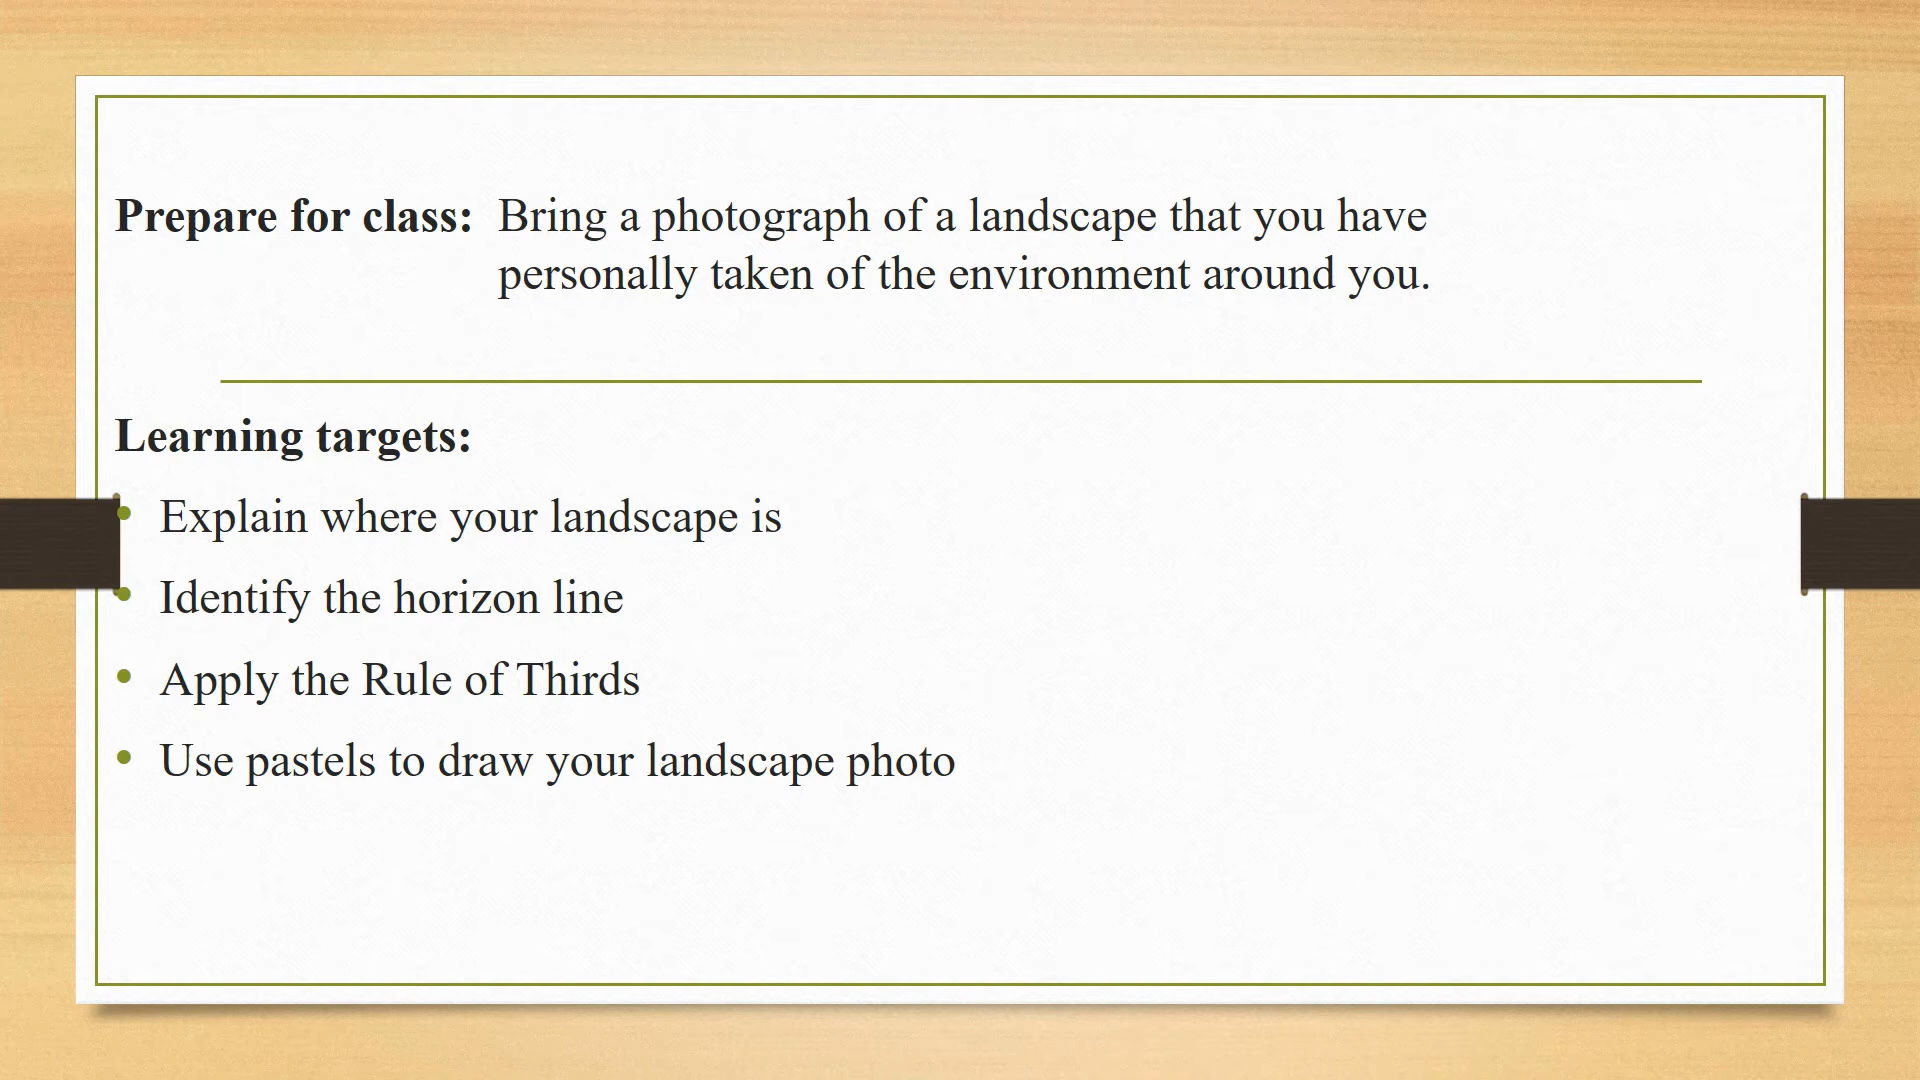 Prepare for class: Bring a photograph of a landscape that you have
personally taken of the environment around you.
Learning targets:
• Explain where your landscape is
• Identify the horizon line
• Apply the Rule of Thirds
• Use pastels to draw your landscape photo